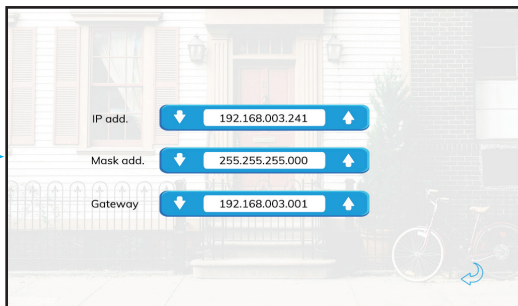 IP add. 192.168.003.241
Mask add. 255.255.255.000
Gateway 192.168.003.001